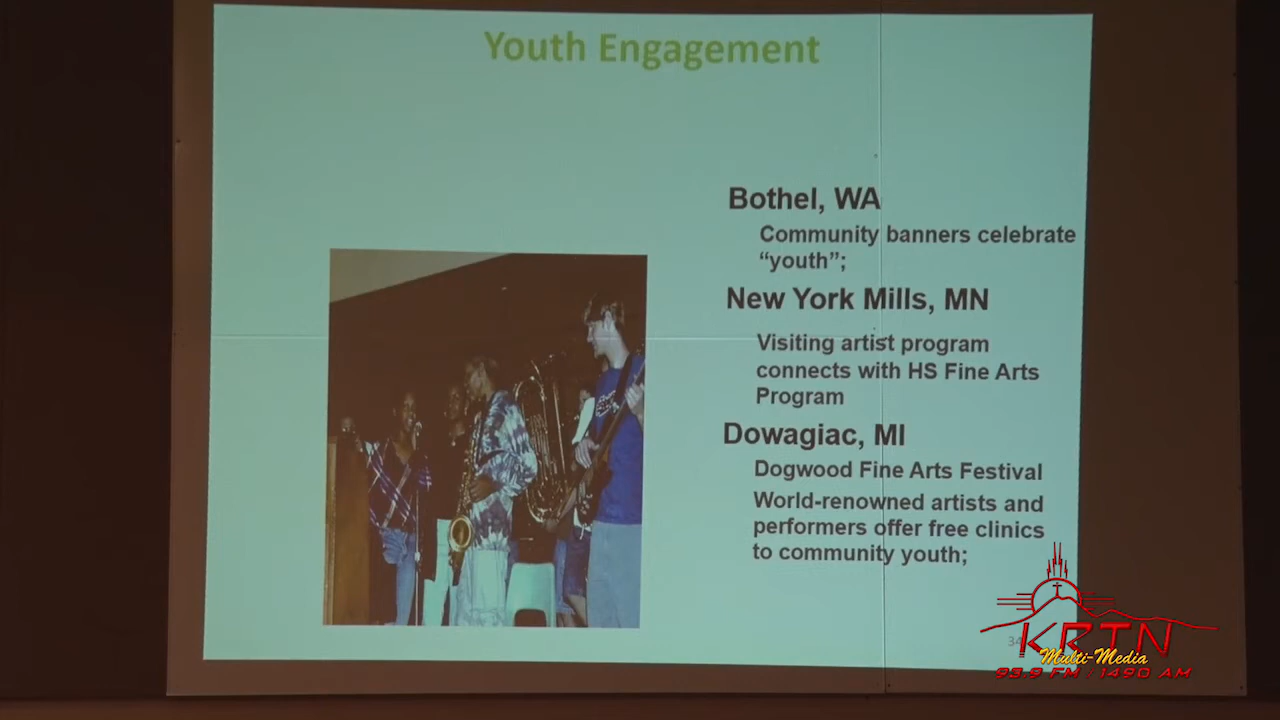 Youth Engagement
Bothel, WA
Community banners celebrate
“youth”;
New York Mills, MN
Visiting artist program
connects with HS Fine Arts
Program
Dowagiac, MI
Dogwood Fine Arts Festival
World-renowned artists and
performers offer free clinics
to community youth;
34
KRTN
Multi-Media
93.9 FM / 1490 AM